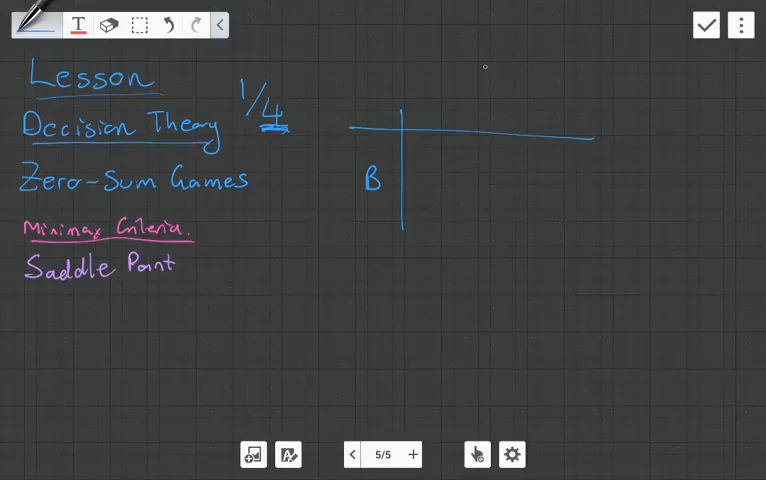 T
Lesson
1/4
Decision Theory
Zero-Sum Games
B
Minimax Criteria.
Saddle Point
5/5